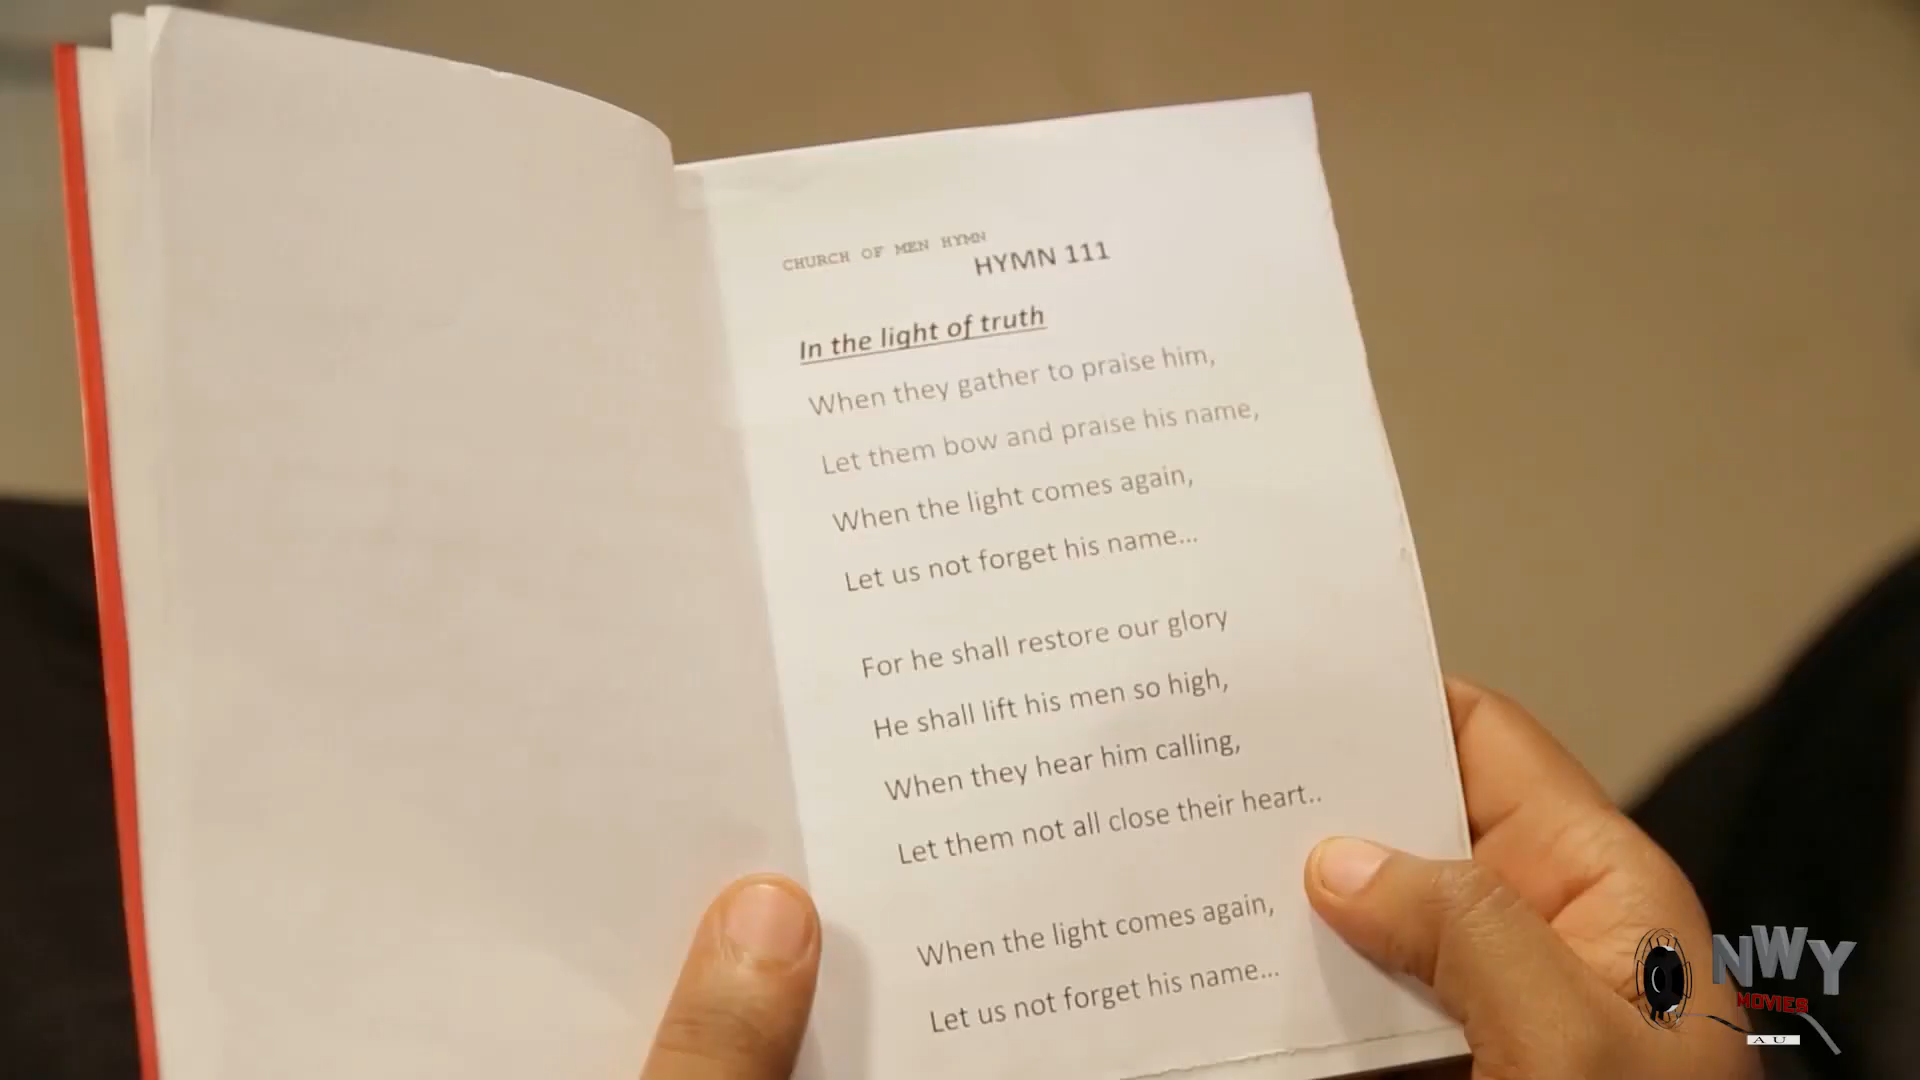 CHURCH OF MEN HYMN
HYMN 111
In the light of truth
When they gather to praise him,
Let them bow and praise his name,
When the light comes again,
Let us not forget his name...
For he shall restore our glory
He shall lift his men so high,
When they hear him calling,
Let them not all close their heart..
When the light comes again,
Let us not forget his name...
NWY
MOVIES
AU